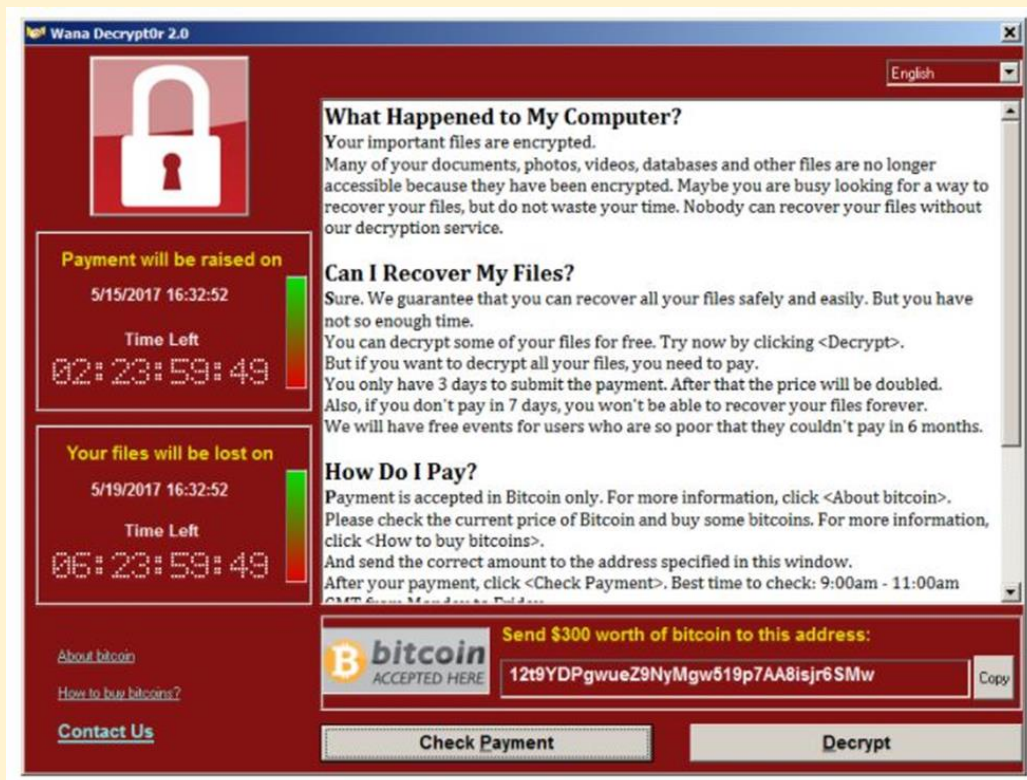 Wana Decrypt0r 2.0
English
What Happened to My Computer?
Your important files are encrypted.
Many of your documents, photos, videos, databases and other files are no longer
accessible because they have been encrypted. Maybe you are busy looking for a way to
recover your files, but do not waste your time. Nobody can recover your files without
our decryption service.
Can I Recover My Files?
Sure. We guarantee that you can recover all your files safely and easily. But you have
not so enough time.
You can decrypt some of your files for free. Try now by clicking <Decrypt>.
But if you want to decrypt all your files, you need to pay.
You only have 3 days to submit the payment. After that the price will be doubled.
Also, if you don't pay in 7 days, you won't be able to recover your files forever.
We will have free events for users who are so poor that they couldn't pay in 6 months.
How Do I Pay?
Payment is accepted in Bitcoin only. For more information, click <About bitcoin>.
Please check the current price of Bitcoin and buy some bitcoins. For more information,
click <How to buy bitcoins>.
And send the correct amount to the address specified in this window.
After your payment, click <Check Payment>. Best time to check: 9:00am - 11:00am
GMT from Monday to Friday
Payment will be raised on
5/15/2017 16:32:52
Time Left
02:23:59:49
Your files will be lost on
5/19/2017 16:32:52
Time Left
06:23:59:49
About bitcoin
How to buy bitcoins?
Contact Us
bitcoin
ACCEPTED HERE
Send $300 worth of bitcoin to this address:
12t9YDPgwueZ9NyMgw519p7AA8isjr6SMw
Copy
Check Payment
Decrypt